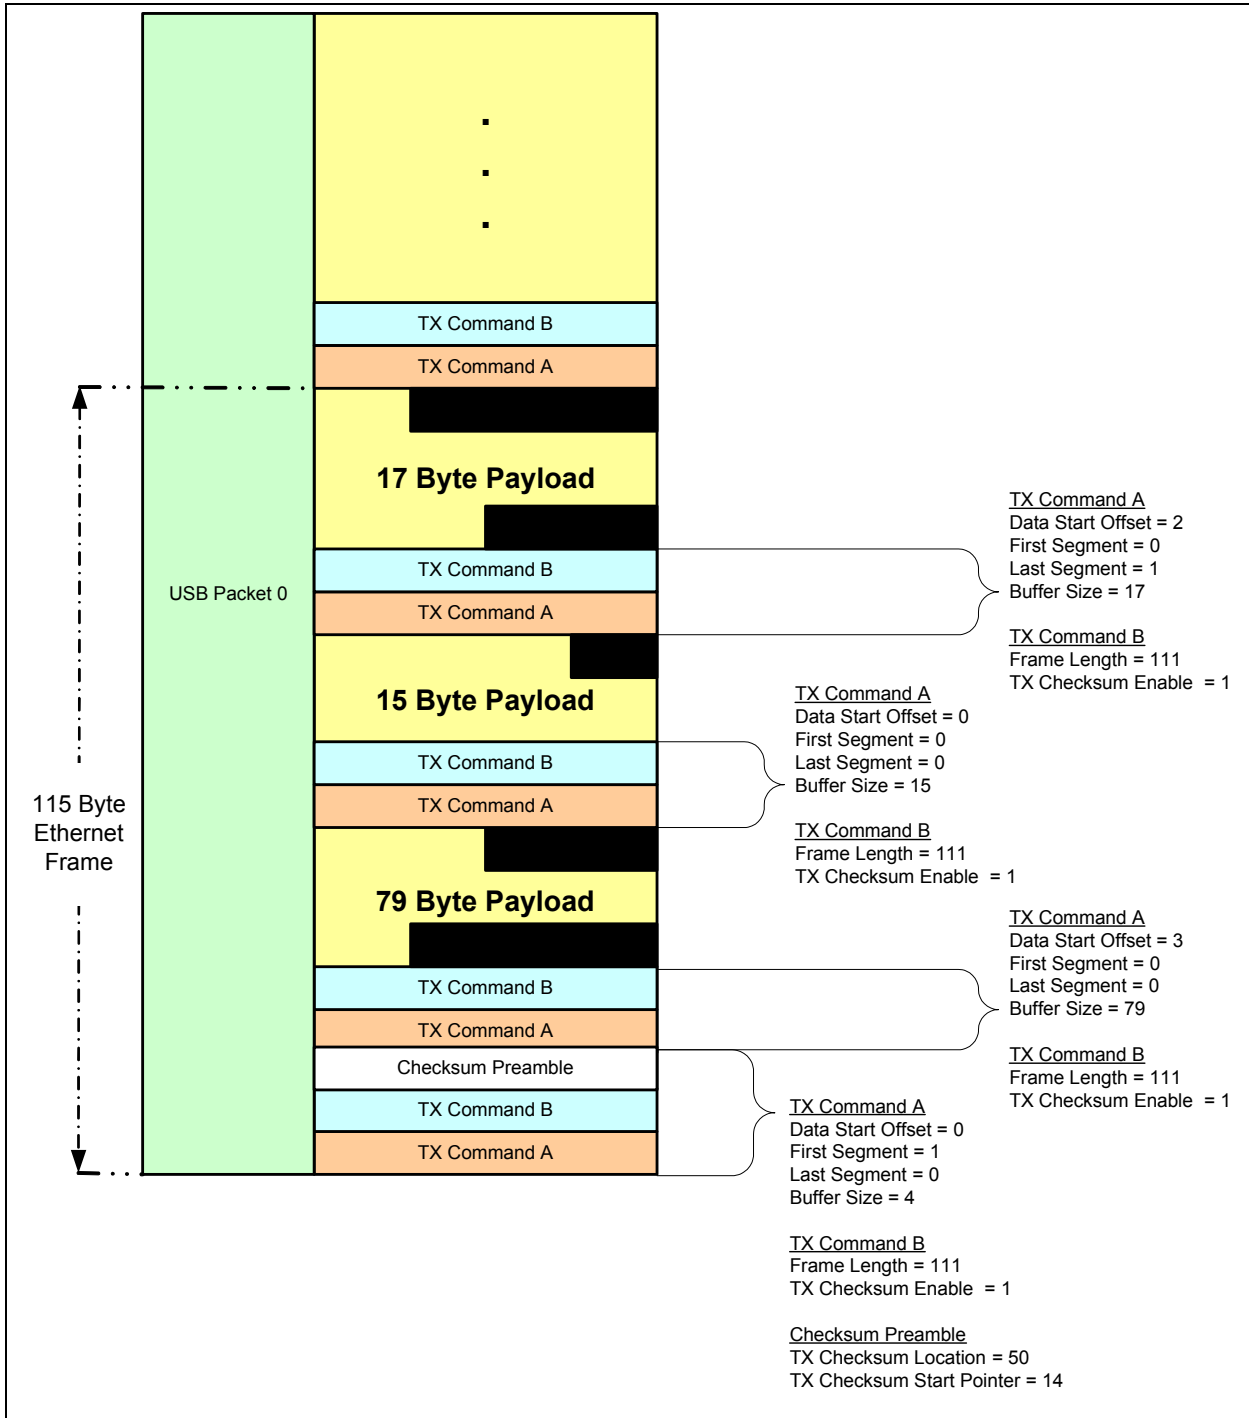 TX Command B
TX Command A
17 Byte Payload
TX Command B
TX Command A
USB Packet 0
15 Byte Payload
TX Command B
TX Command A
115 Byte
Ethernet
Frame
79 Byte Payload
TX Command B
TX Command A
Checksum Preamble
TX Command B
TX Command A
TX Command A
Data Start Offset = 2
First Segment = 0
Last Segment = 1
Buffer Size = 17
TX Command B
Frame Length = 111
TX Checksum Enable = 1
TX Command A
Data Start Offset = 0
First Segment = 0
Last Segment = 0
Buffer Size = 15
TX Command B
Frame Length = 111
TX Checksum Enable = 1
TX Command A
Data Start Offset = 3
First Segment = 0
Last Segment = 0
Buffer Size = 79
TX Command B
Frame Length = 111
TX Checksum Enable = 1
TX Command A
Data Start Offset = 0
First Segment = 1
Last Segment = 0
Buffer Size = 4
TX Command B
Frame Length = 111
TX Checksum Enable = 1
Checksum Preamble
TX Checksum Location = 50
TX Checksum Start Pointer = 14